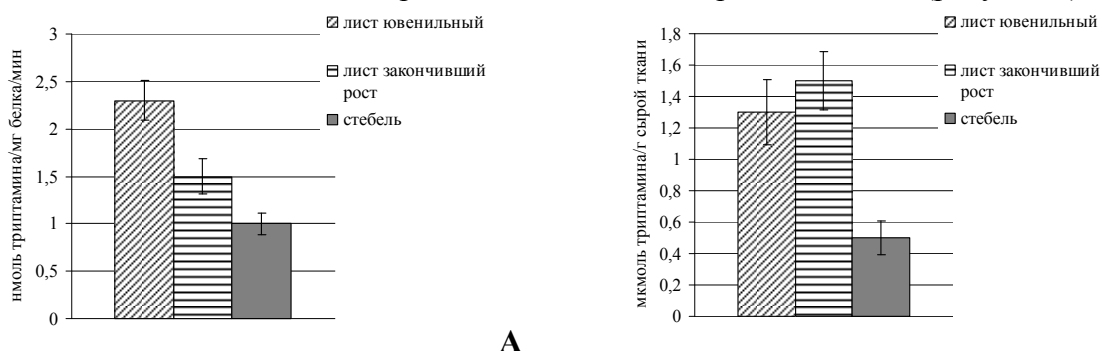 лист ювенильный
лист закончивший
рост
стебель
нмоль триптамина/мг белка/мин
3
2,5
2
1,5
1
0,5
0
лист ювенильный
лист закончивший
рост
стебель
мкмоль триптамина/г сырой ткани
1,8
1,6
1,4
1,2
1
0,8
0,6
0,4
0,2
0
А